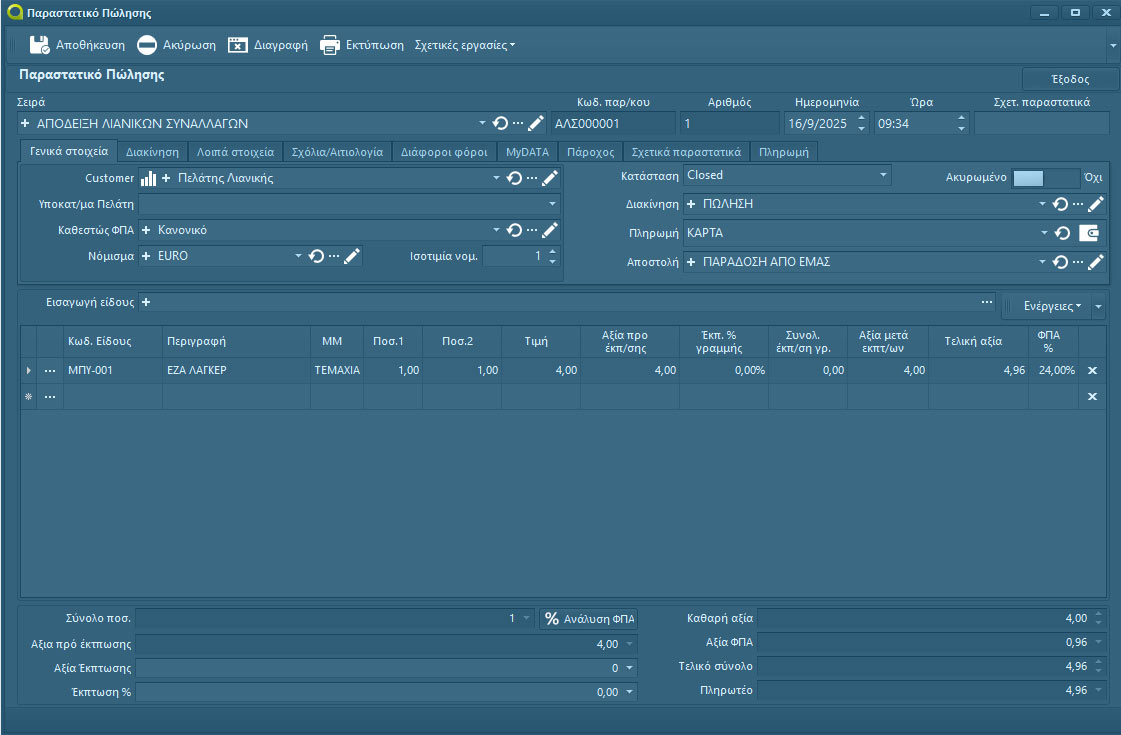 Παραστατικό Πώλησης
Αποθήκευση Ακύρωση Διαγραφή Εκτύπωση Σχετικές εργασίες
Παραστατικό Πώλησης
Έξοδος
Σειρά Κωδ. παρ/κου Αριθμός Ημερομηνία Ώρα Σχετ. παραστατικά
ΑΠΟΔΕΙΞΗ ΛΙΑΝΙΚΩΝ ΣΥΝΑΛΛΑΓΩΝ ΑΛΣ000001 1 16/9/2025 09:34
Γενικά στοιχεία Διακίνηση Λοιπά στοιχεία Σχόλια/Αιτιολογία Διάφοροι φόροι MyDATA Πάροχος Σχετικά παραστατικά Πληρωμή
Customer Πελάτης Λιανικής Κατάσταση Closed Ακυρωμένο Όχι
Υποκατ/μα Πελάτη Διακίνηση ΠΩΛΗΣΗ
Καθεστώς ΦΠΑ Κανονικό Πληρωμή ΚΑΡΤΑ
Νόμισμα EURO Ισοτιμία νομ. 1 Αποστολή ΠΑΡΑΔΟΣΗ ΑΠΟ ΕΜΑΣ
Εισαγωγή είδους Ενέργειες
Κωδ. Είδους Περιγραφή ΜΜ Ποσ.1 Ποσ.2 Τιμή Αξία προ έκπ/σης Έκπ. % γραμμής Συνολ. έκπ/ση γρ. Αξία μετά εκπτ/ων Τελική αξία ΦΠΑ %
ΜΠΥ-001 ΕΖΑ ΛΑΓΚΕΡ ΤΕΜΑΧΙΑ 1,00 1,00 4,00 4,00 0,00% 0,00 4,00 4,96 24,00%
Σύνολο ποσ. 1 % Ανάλυση ΦΠΑ Καθαρή αξία 4,00
Αξια πρό έκπτωσης 4,00 Αξία ΦΠΑ 0,96
Αξία Έκπτωσης 0 Τελικό σύνολο 4,96
Έκπτωση % 0,00 Πληρωτέο 4,96